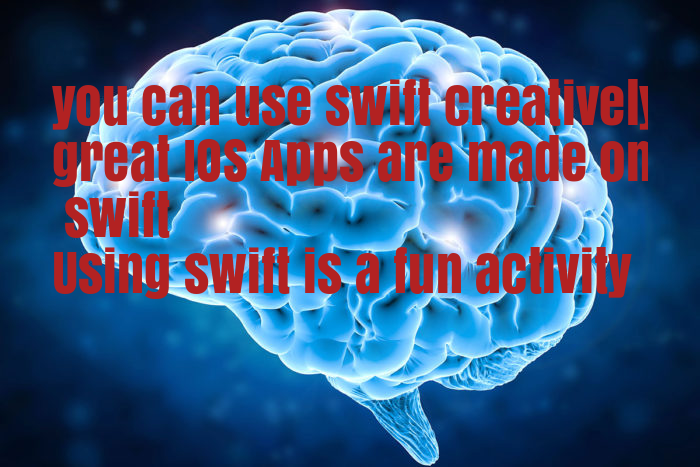 you can use swift creatively
great IOS Apps are made on
swift
Using swift is a fun activity